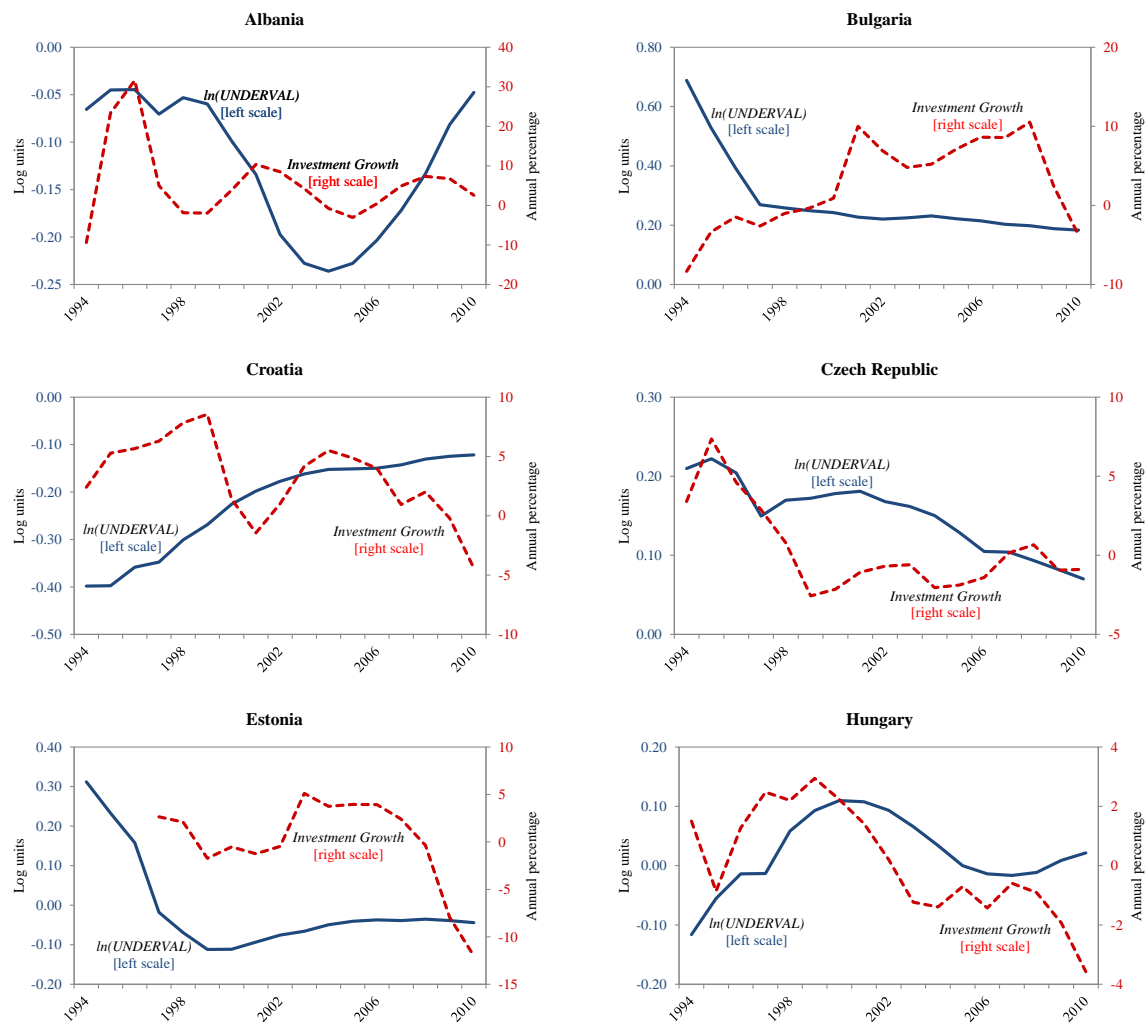 Albania
0.00
-0.05
-0.10
-0.15
-0.20
-0.25
Log units
40
30
20
10
0
-10
-20
Annual percentage
ln(UNDERVAL)
[left scale]
Investment Growth
[right scale]
1994
1998
2002
2006
2010
Bulgaria
0.80
0.60
0.40
0.20
0.00
Log units
20
10
0
-10
Annual percentage
ln(UNDERVAL)
[left scale]
Investment Growth
[right scale]
1994
1998
2002
2006
2010
Croatia
0.00
-0.10
-0.20
-0.30
-0.40
-0.50
Log units
10
5
0
-5
-10
Annual percentage
ln(UNDERVAL)
[left scale]
Investment Growth
[right scale]
1994
1998
2002
2006
2010
Czech Republic
0.30
0.20
0.10
0.00
Log units
10
5
0
-5
Annual percentage
ln(UNDERVAL)
[left scale]
Investment Growth
[right scale]
1994
1998
2002
2006
2010
Estonia
0.40
0.30
0.20
0.10
0.00
-0.10
-0.20
Log units
10
5
0
-5
-10
-15
Annual percentage
Investment Growth
[right scale]
ln(UNDERVAL)
[left scale]
1994
1998
2002
2006
2010
Hungary
0.20
0.10
0.00
-0.10
-0.20
Log units
4
2
0
-2
-4
Annual percentage
ln(UNDERVAL)
[left scale]
Investment Growth
[right scale]
1994
1998
2002
2006
2010